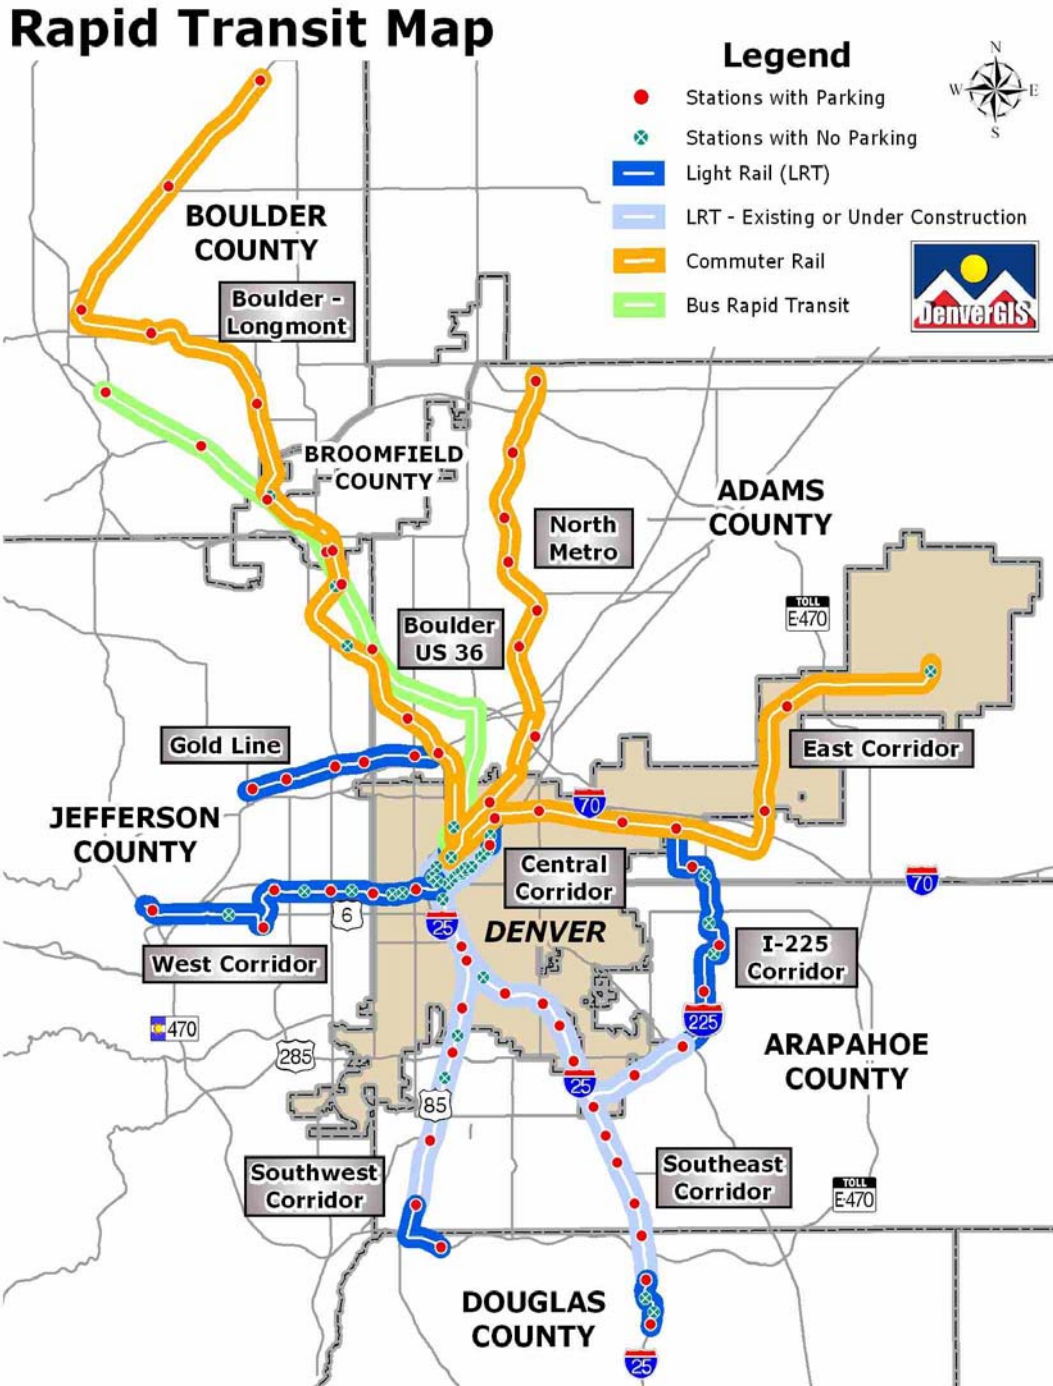 Rapid Transit Map
Legend
Stations with Parking
Stations with No Parking
Light Rail (LRT)
LRT - Existing or Under Construction
Commuter Rail
Bus Rapid Transit
N
W
E
S
DenverGIS
BOULDER
COUNTY
Boulder -
Longmont
BROOMFIELD
COUNTY
ADAMS
COUNTY
North
Metro
TOLL
E-470
Boulder
US 36
Gold Line
East Corridor
JEFFERSON
COUNTY
70
Central
Corridor
70
6
25
DENVER
West Corridor
I-225
Corridor
470
285
225
ARAPAHOE
COUNTY
25
85
Southwest
Corridor
Southeast
Corridor
TOLL
E-470
DOUGLAS
COUNTY
25